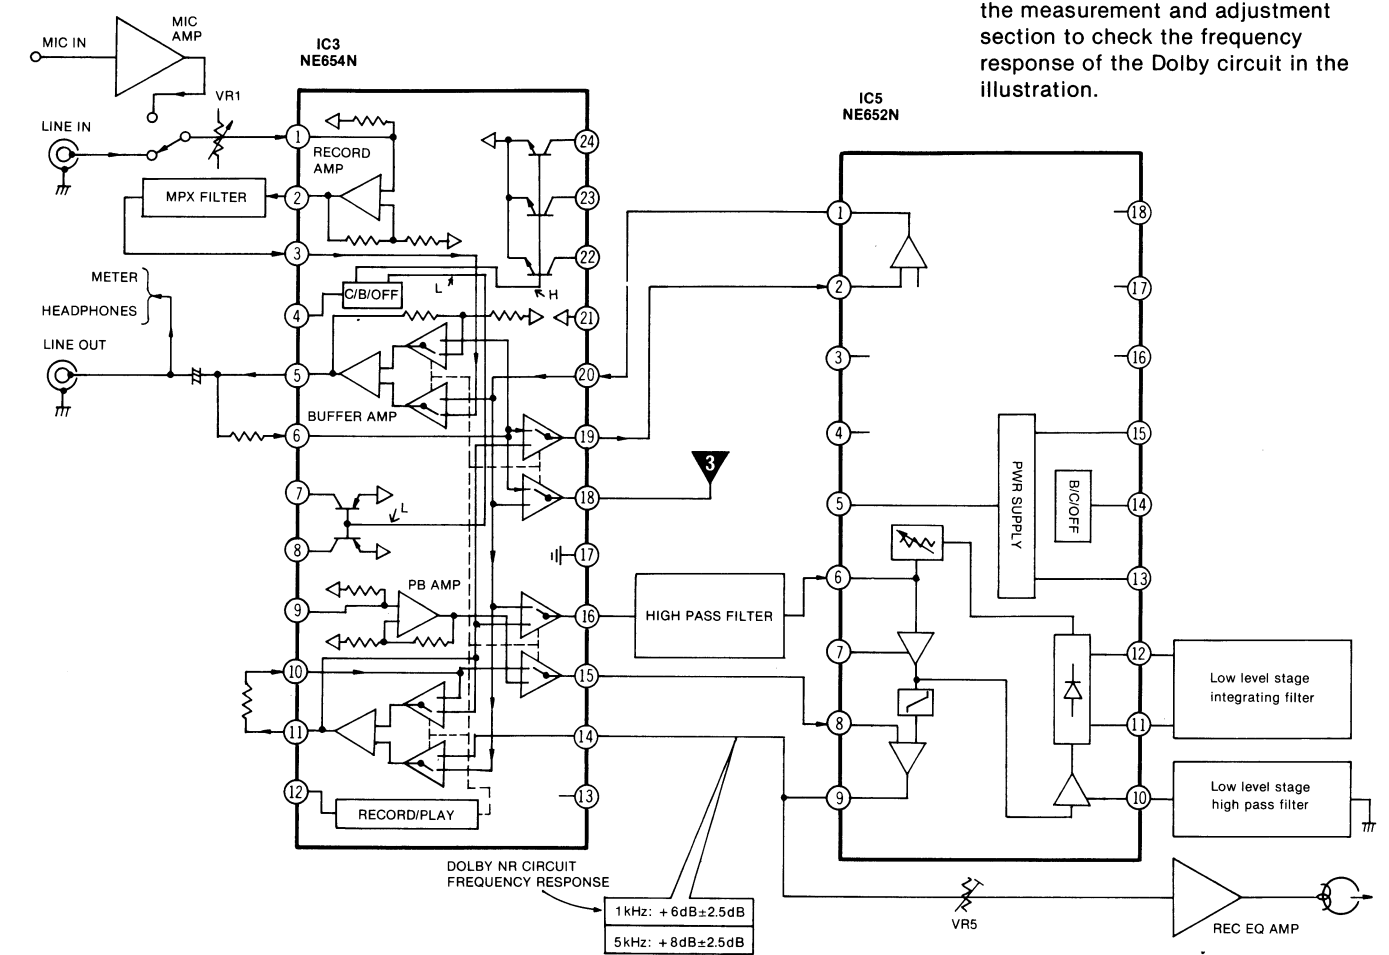 the measurement and adjustment
section to check the frequency
response of the Dolby circuit in the
illustration.
MIC IN
MIC
AMP
IC3
NE654N
IC5
NE652N
VR1
LINE IN
MPX FILTER
METER
HEADPHONES
LINE OUT
1
2
3
4
5
6
7
8
9
10
11
12
RECORD
AMP
C/B/OFF
L
H
BUFFER AMP
L
PB AMP
RECORD/PLAY
24
23
22
21
20
19
18
17
16
15
14
13
3
HIGH PASS FILTER
1
2
3
4
5
6
7
8
9
PWR SUPPLY
B/C/OFF
18
17
16
15
14
13
12
11
10
Low level stage
integrating filter
Low level stage
high pass filter
DOLBY NR CIRCUIT
FREQUENCY RESPONSE
1kHz: +6dB±2.5dB
5kHz: +8dB±2.5dB
VR5
REC EQ AMP